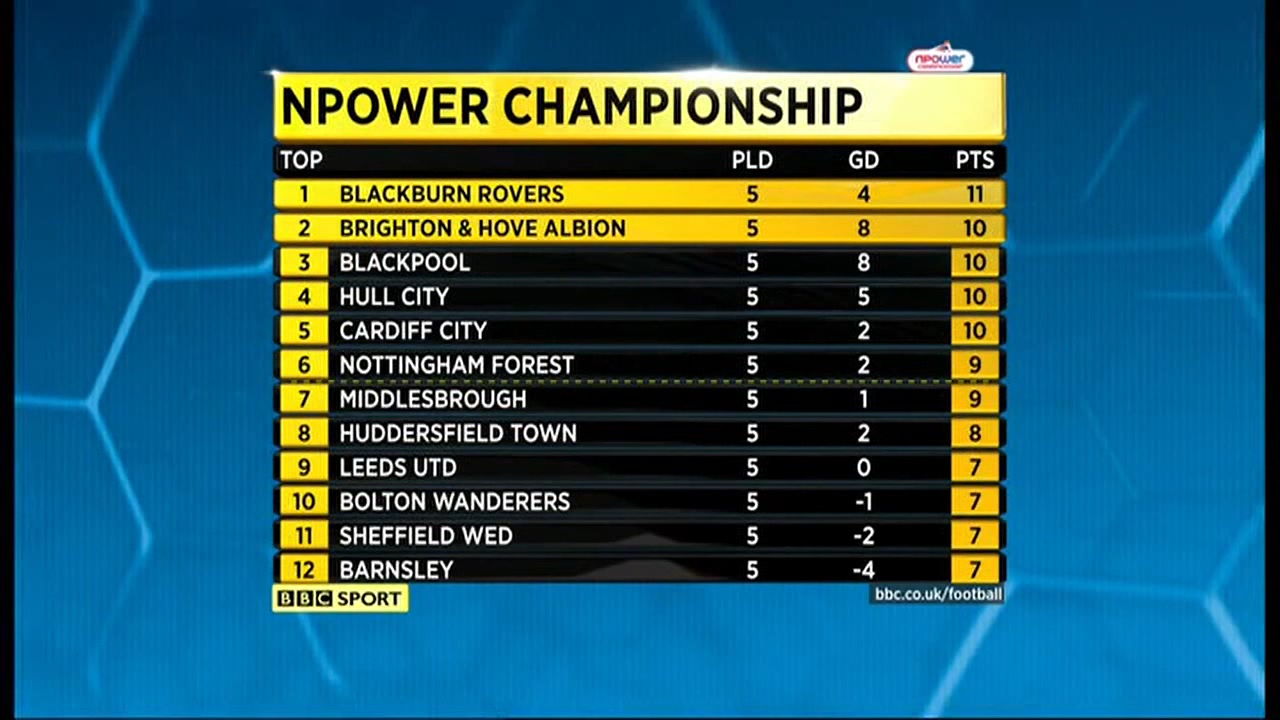 npower
NPOWER CHAMPIONSHIP
TOP PLD GD PTS
1 BLACKBURN ROVERS 5 4 11
2 BRIGHTON & HOVE ALBION 5 8 10
3 BLACKPOOL 5 8 10
4 HULL CITY 5 5 10
5 CARDIFF CITY 5 2 10
6 NOTTINGHAM FOREST 5 2 9
7 MIDDLESBROUGH 5 1 9
8 HUDDERSFIELD TOWN 5 2 8
9 LEEDS UTD 5 0 7
10 BOLTON WANDERERS 5 -1 7
11 SHEFFIELD WED 5 -2 7
12 BARNSLEY 5 -4 7
BBC SPORT bbc.co.uk/football